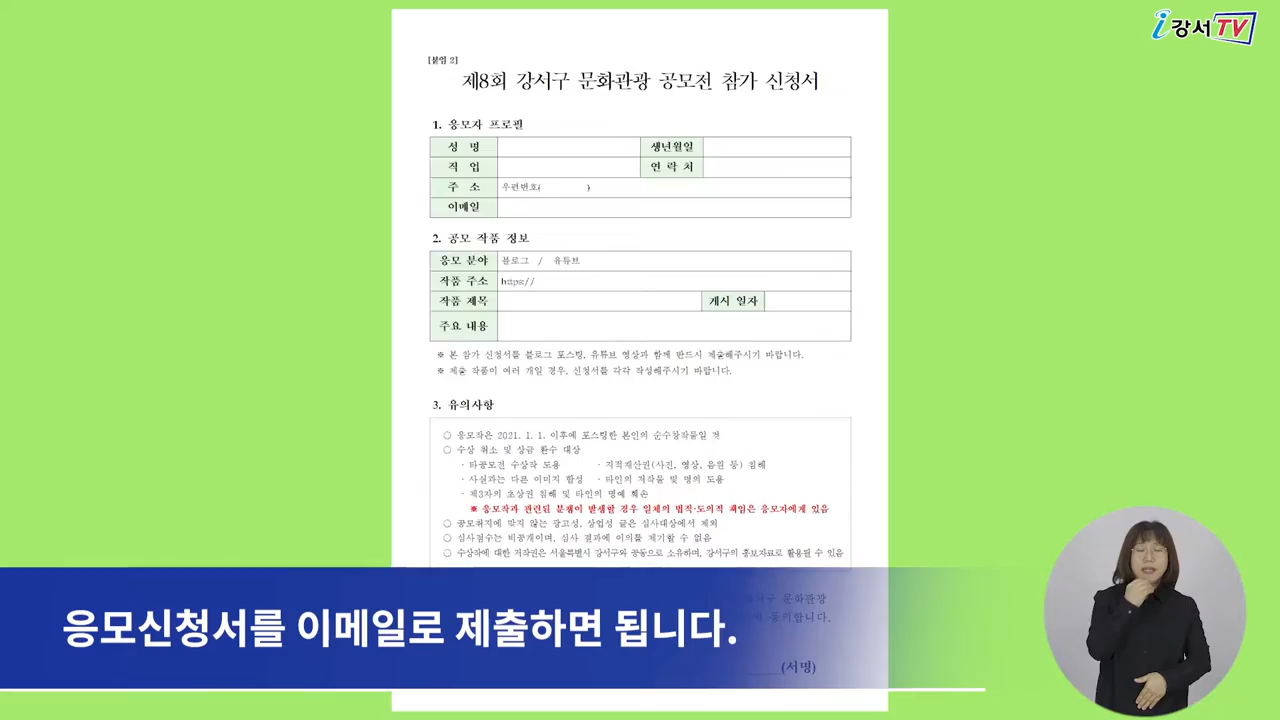 i강서TV
[붙임 2]
제8회 강서구 문화관광 공모전 참가 신청서
1. 응모자 프로필
성 명 생년월일
직 업 연 락 처
주 소 우편번호( )
이메일
2. 공모 작품 정보
응모 분야 블로그 / 유튜브
작품 주소 https://
작품 제목 게시 일자
주요 내용
※ 본 참가 신청서를 블로그 포스팅, 유튜브 영상과 함께 반드시 제출해주시기 바랍니다.
※ 제출 작품이 여러 개일 경우, 신청서를 각각 작성해주시기 바랍니다.
3. 유의사항
○ 응모작은 2021. 1. 1. 이후에 포스팅한 본인의 순수창작물일 것
○ 수상 취소 및 상금 환수 대상
· 타공모전 수상작 도용 · 지적재산권(사진, 영상, 음원 등) 침해
· 사실과는 다른 이미지 합성 · 타인의 저작물 및 명의 도용
· 제3자의 초상권 침해 및 타인의 명예 훼손
※ 응모작과 관련된 분쟁이 발생할 경우 일체의 법적·도의적 책임은 응모자에게 있음
○ 공모취지에 맞지 않는 광고성, 상업성 글은 심사대상에서 제외
○ 심사점수는 비공개이며, 심사 결과에 이의를 제기할 수 없음
○ 수상작에 대한 저작권은 서울특별시 강서구와 공동으로 소유하며, 강서구의 홍보자료로 활용될 수 있음
문화관광
동의합니다.
응모신청서를 이메일로 제출하면 됩니다.
(서명)